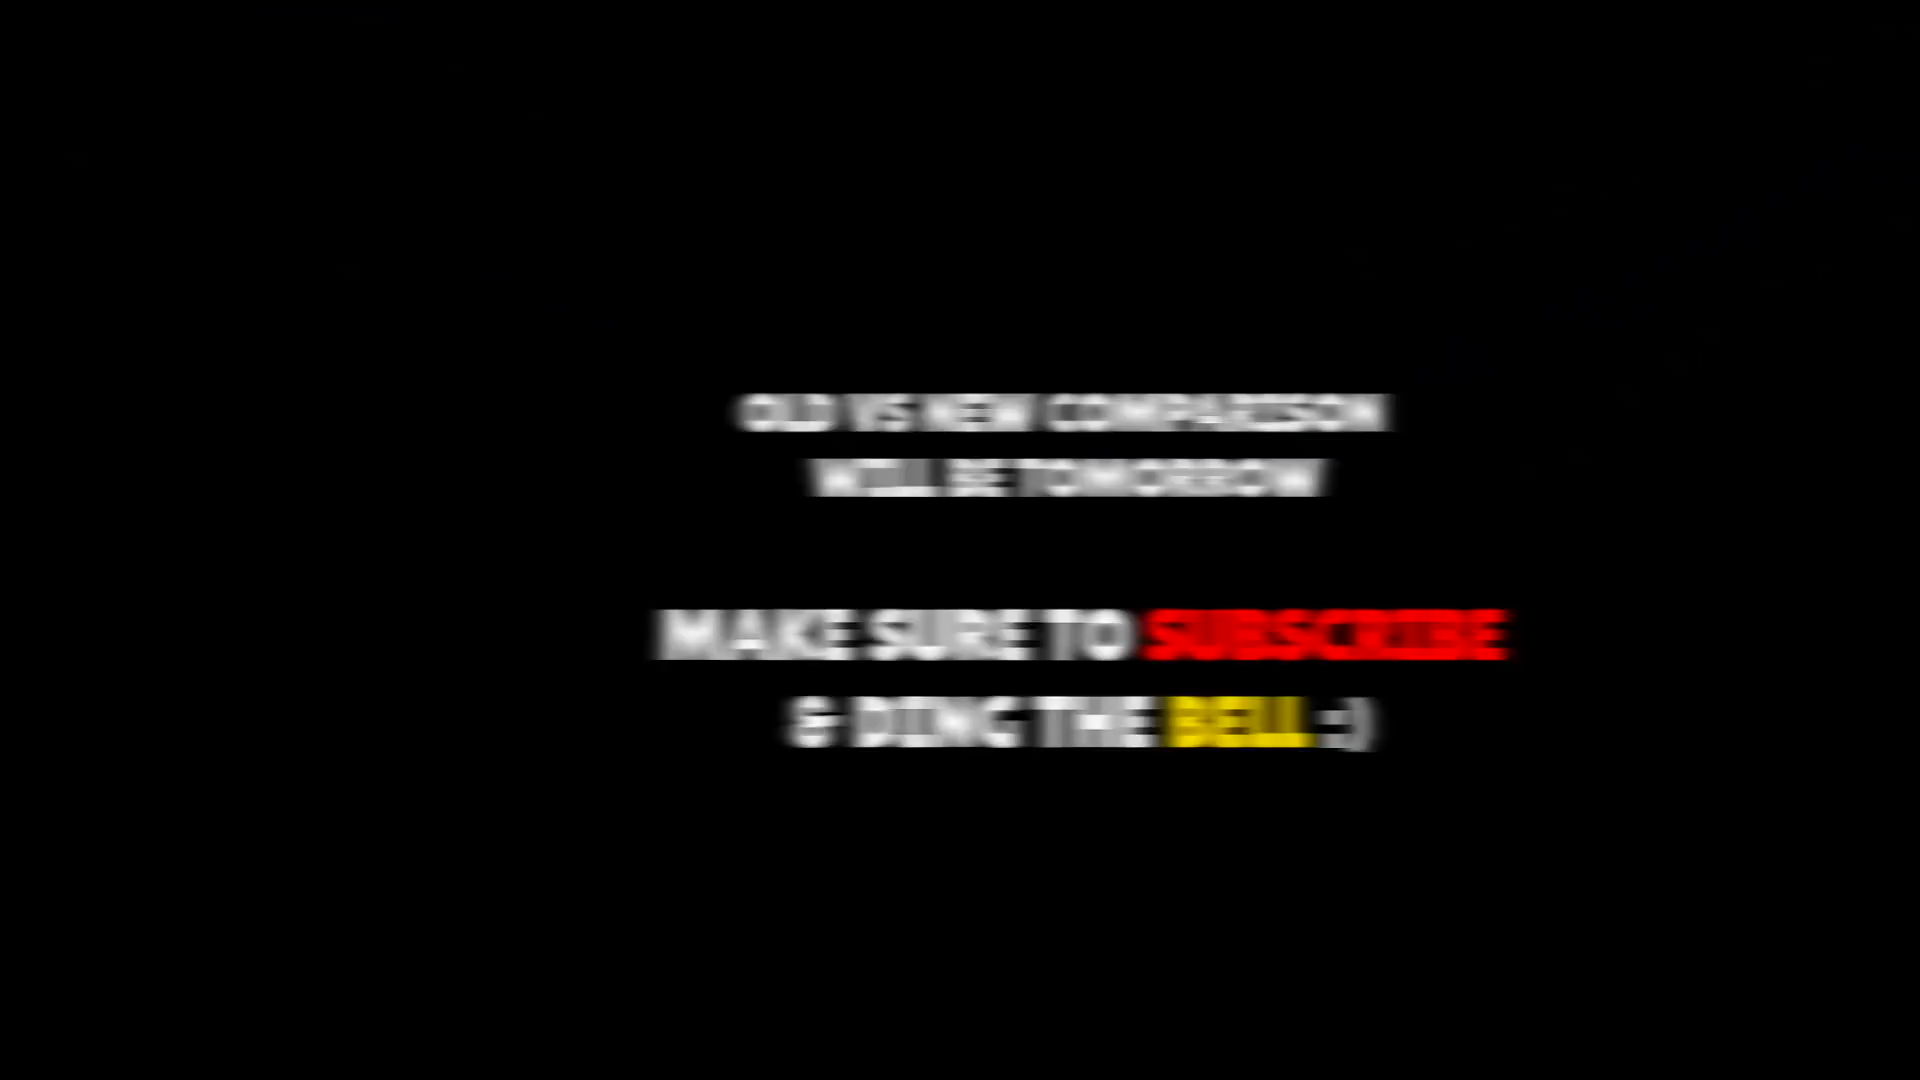 OLD VS NEW COMPARISON
WILL BE TOMORROW
MAKE SURE TO SUBSCRIBE
& DING THE BELL :)